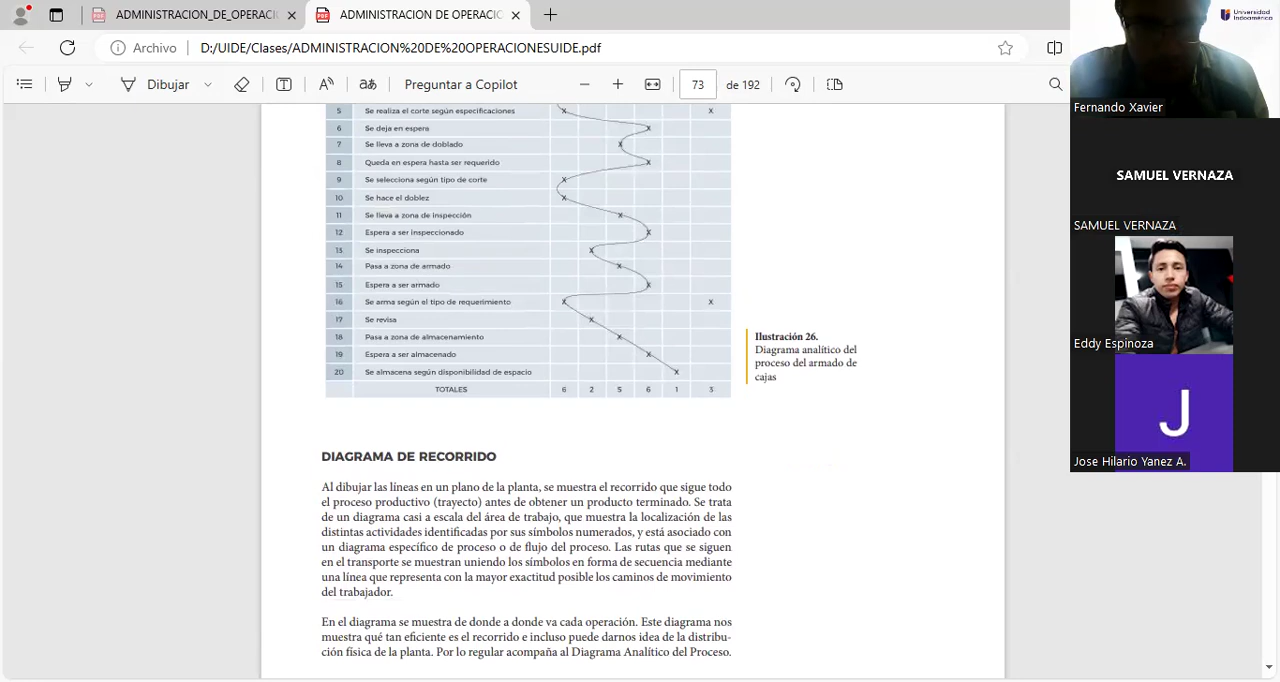 ADMINISTRACION_DE_OPERACI
ADMINISTRACION DE OPERACIO
Archivo
D:/UIDE/Clases/ADMINISTRACION%20DE%20OPERACIONESUIDE.pdf
Dibujar
Preguntar a Copilot
73
de 192
5 Se realiza el corte según especificaciones x x
6 Se deja en espera x
7 Se lleva a zona de doblado x
8 Queda en espera hasta ser requerido x
9 Se selecciona según tipo de corte x
10 Se hace el doblez x
11 Se lleva a zona de inspección x
12 Espera a ser inspeccionado x
13 Se inspecciona x
14 Pasa a zona de armado x
15 Espera a ser armado x
16 Se arma según el tipo de requerimiento x x
17 Se revisa x
18 Pasa a zona de almacenamiento x
19 Espera a ser almacenado x
20 Se almacena según disponibilidad de espacio x
TOTALES 6 2 5 6 1 3
Ilustración 26.
Diagrama analítico del
proceso del armado de
cajas
DIAGRAMA DE RECORRIDO
Al dibujar las líneas en un plano de la planta, se muestra el recorrido que sigue todo
el proceso productivo (trayecto) antes de obtener un producto terminado. Se trata
de un diagrama casi a escala del área de trabajo, que muestra la localización de las
distintas actividades identificadas por sus símbolos numerados, y está asociado con
un diagrama específico de proceso o de flujo del proceso. Las rutas que se siguen
en el transporte se muestran uniendo los símbolos en forma de secuencia mediante
una línea que representa con la mayor exactitud posible los caminos de movimiento
del trabajador.
En el diagrama se muestra de donde a donde va cada operación. Este diagrama nos
muestra qué tan eficiente es el recorrido e incluso puede darnos idea de la distribu-
ción física de la planta. Por lo regular acompaña al Diagrama Analítico del Proceso.
Universidad
Indoamérica
Fernando Xavier
SAMUEL VERNAZA
SAMUEL VERNAZA
Eddy Espinoza
J
Jose Hilario Yanez A.